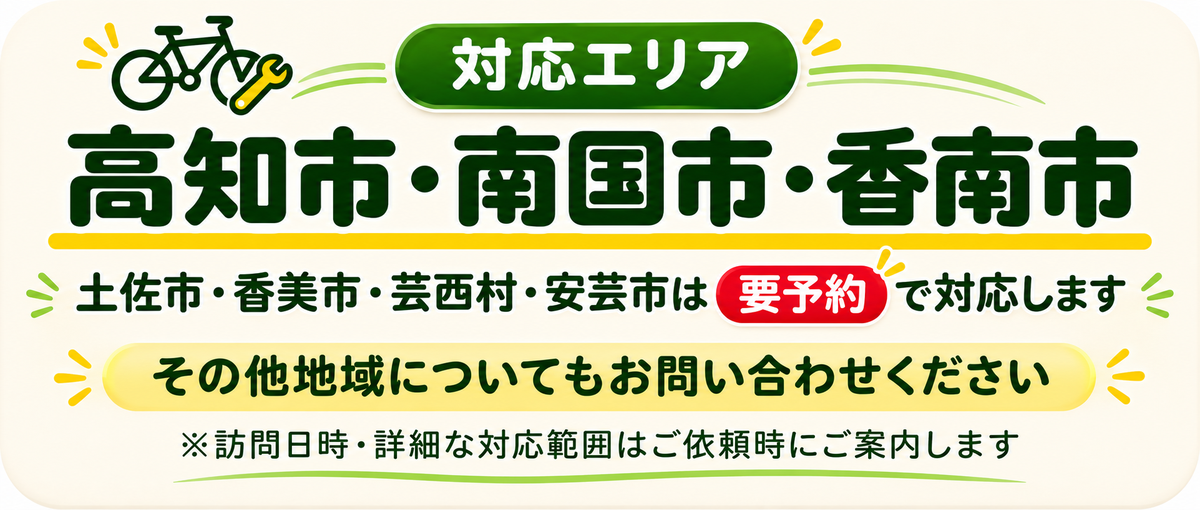 対応エリア
高知市・南国市・香南市
土佐市・香美市・芸西村・安芸市は 要予約 で対応します
その他地域についてもお問い合わせください
※訪問日時・詳細な対応範囲はご依頼時にご案内します